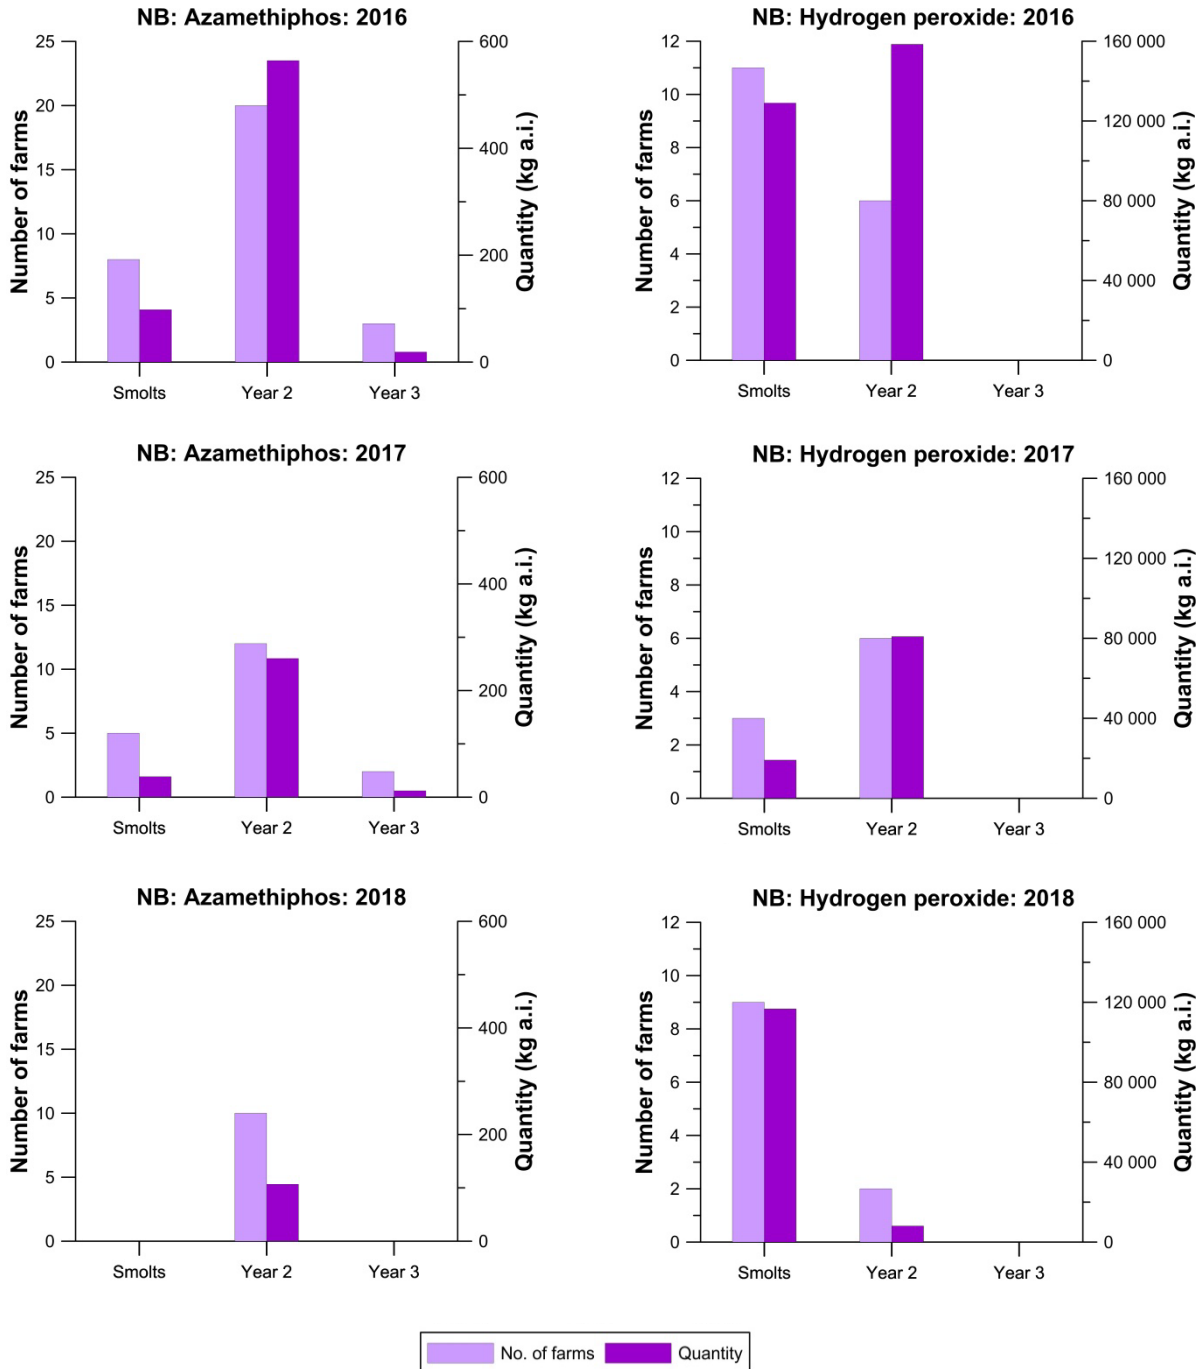 NB: Azamethiphos: 2016
25
20
15
10
5
0
Number of farms
600
400
200
0
Quantity (kg a.i.)
Smolts Year 2 Year 3
NB: Hydrogen peroxide: 2016
12
10
8
6
4
2
0
Number of farms
160 000
120 000
80 000
40 000
0
Quantity (kg a.i.)
Smolts Year 2 Year 3
NB: Azamethiphos: 2017
25
20
15
10
5
0
Number of farms
600
400
200
0
Quantity (kg a.i.)
Smolts Year 2 Year 3
NB: Hydrogen peroxide: 2017
12
10
8
6
4
2
0
Number of farms
160 000
120 000
80 000
40 000
0
Quantity (kg a.i.)
Smolts Year 2 Year 3
NB: Azamethiphos: 2018
25
20
15
10
5
0
Number of farms
600
400
200
0
Quantity (kg a.i.)
Smolts Year 2 Year 3
NB: Hydrogen peroxide: 2018
12
10
8
6
4
2
0
Number of farms
160 000
120 000
80 000
40 000
0
Quantity (kg a.i.)
Smolts Year 2 Year 3
No. of farms Quantity